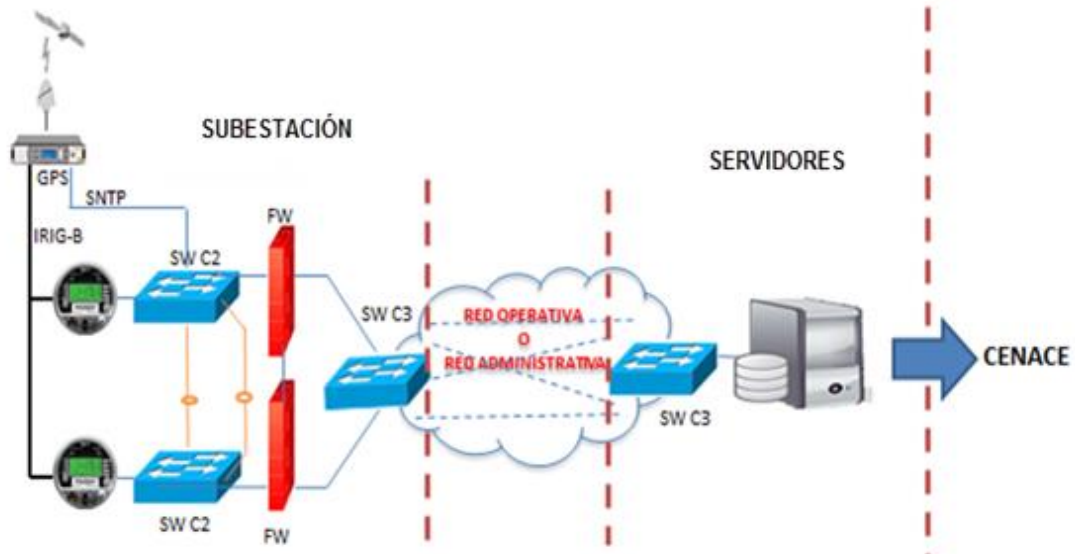 SUBESTACIÓN
SERVIDORES
GPS
SNTP
FW
IRIG-B
SW C2
SW C3
RED OPERATIVA
O
RED ADMINISTRATIVA
CENACE
SW C3
SW C2
FW